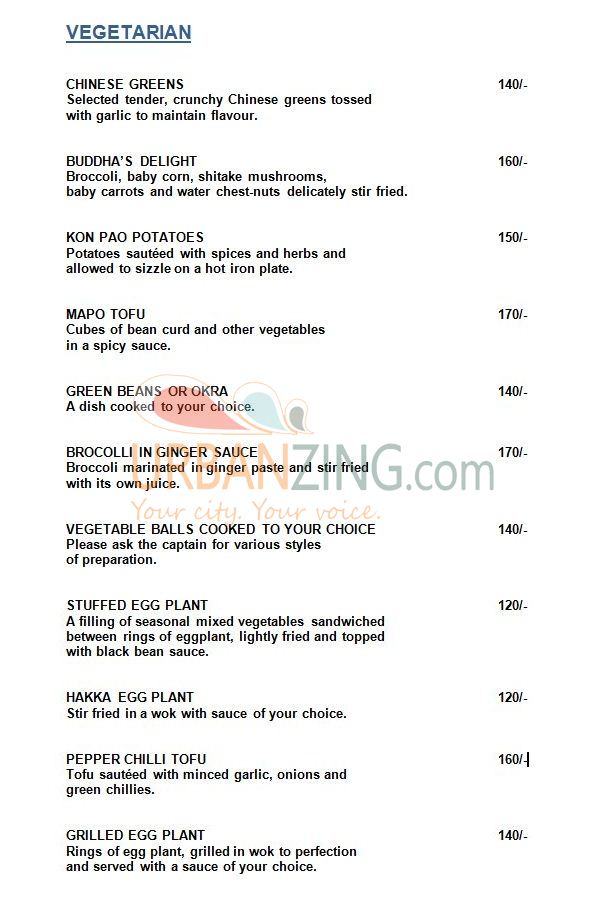 VEGETARIAN
CHINESE GREENS 140/-
Selected tender, crunchy Chinese greens tossed
with garlic to maintain flavour.
BUDDHA'S DELIGHT 160/-
Broccoli, baby corn, shitake mushrooms,
baby carrots and water chest-nuts delicately stir fried.
KON PAO POTATOES 150/-
Potatoes sautéed with spices and herbs and
allowed to sizzle on a hot iron plate.
MAPO TOFU 170/-
Cubes of bean curd and other vegetables
in a spicy sauce.
GREEN BEANS OR OKRA 140/-
A dish cooked to your choice.
BROCOLLI IN GINGER SAUCE 170/-
Broccoli marinated in ginger paste and stir fried
with its own juice.
URBANZING.com
Your city. Your voice.
VEGETABLE BALLS COOKED TO YOUR CHOICE 140/-
Please ask the captain for various styles
of preparation.
STUFFED EGG PLANT 120/-
A filling of seasonal mixed vegetables sandwiched
between rings of eggplant, lightly fried and topped
with black bean sauce.
HAKKA EGG PLANT 120/-
Stir fried in a wok with sauce of your choice.
PEPPER CHILLI TOFU 160/-
Tofu sautéed with minced garlic, onions and
green chillies.
GRILLED EGG PLANT 140/-
Rings of egg plant, grilled in wok to perfection
and served with a sauce of your choice.